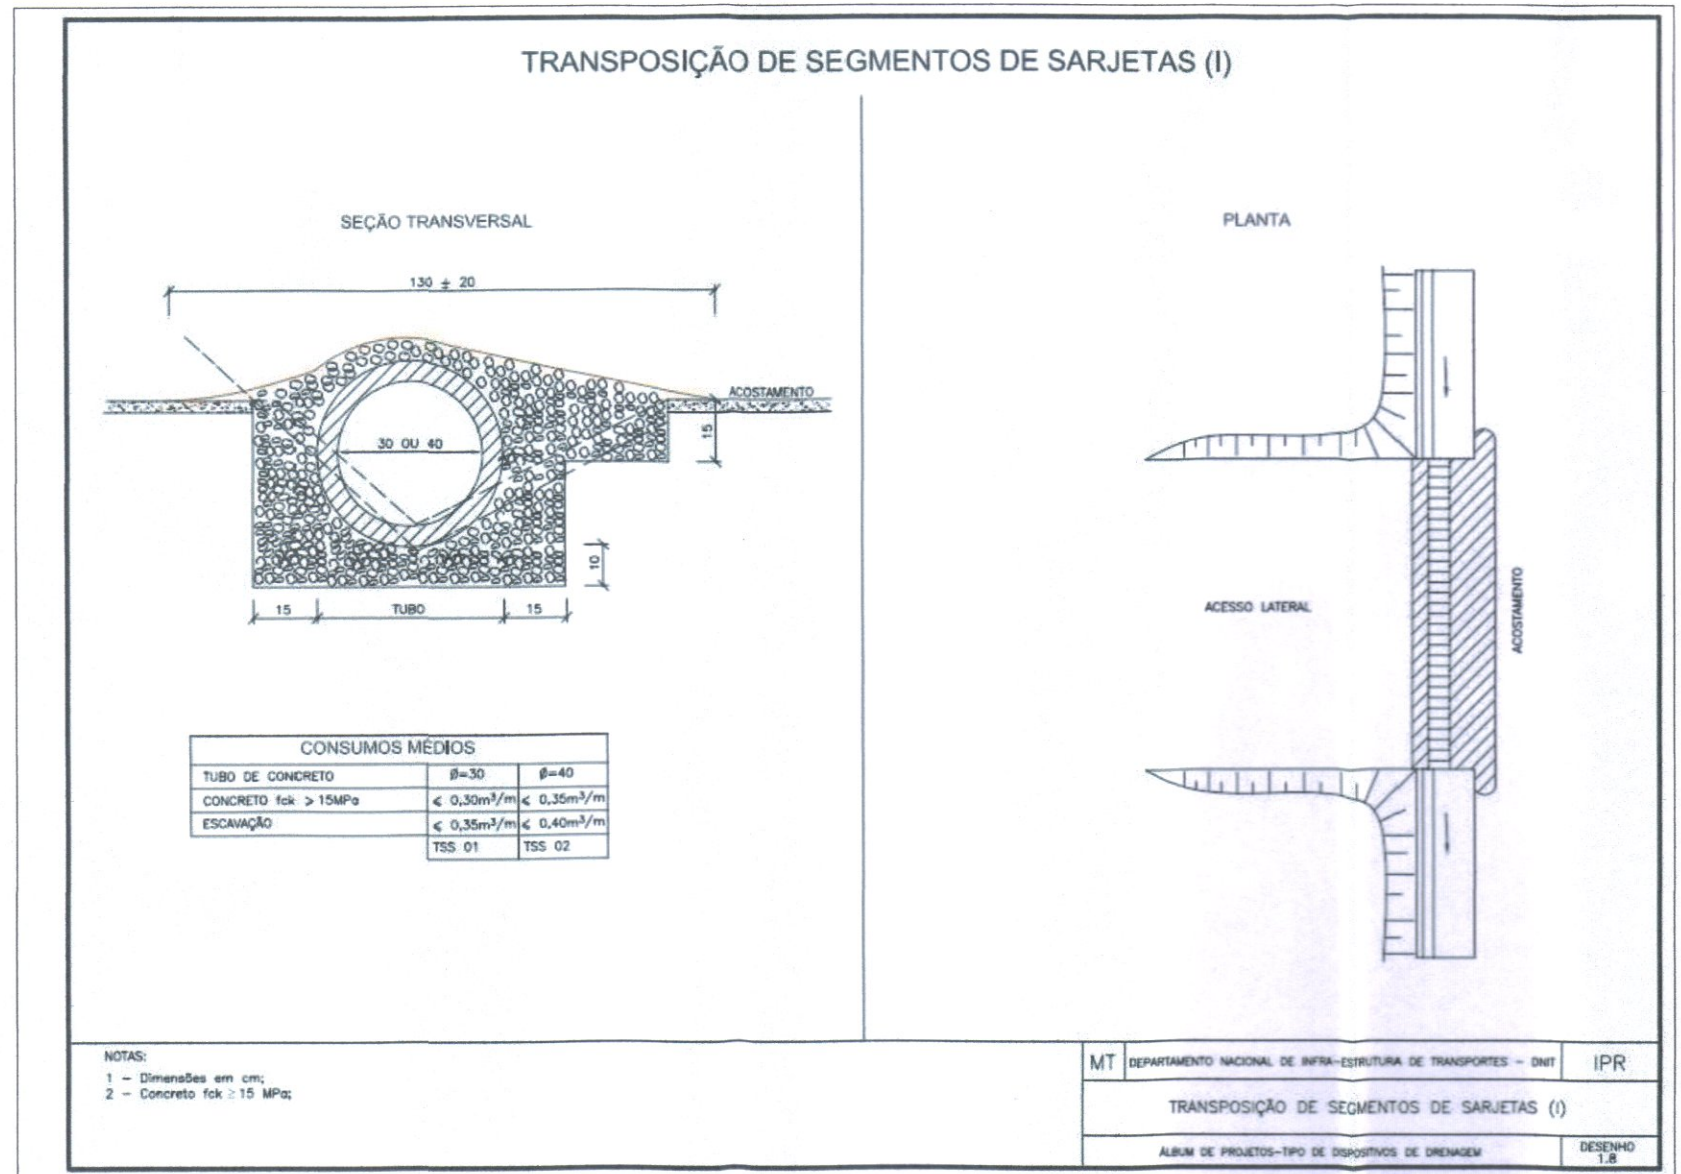 TRANSPOSIÇÃO DE SEGMENTOS DE SARJETAS (I)
SEÇÃO TRANSVERSAL
130 ± 20
ACOSTAMENTO
30 OU 40
15
10
15 TUBO 15
CONSUMOS MÉDIOS
TUBO DE CONCRETO Ø=30 Ø=40
CONCRETO fck > 15MPa ⩽ 0,30m³/m ⩽ 0,35m³/m
ESCAVAÇÃO ⩽ 0,35m³/m ⩽ 0,40m³/m
TSS 01 TSS 02
PLANTA
ACESSO LATERAL
ACOSTAMENTO
NOTAS:
1 - Dimensões em cm;
2 - Concreto fck ≥ 15 MPa;
MT DEPARTAMENTO NACIONAL DE INFRA-ESTRUTURA DE TRANSPORTES - DNIT IPR
TRANSPOSIÇÃO DE SEGMENTOS DE SARJETAS (I)
ÁLBUM DE PROJETOS-TIPO DE DISPOSITIVOS DE DRENAGEM DESENHO
1.8